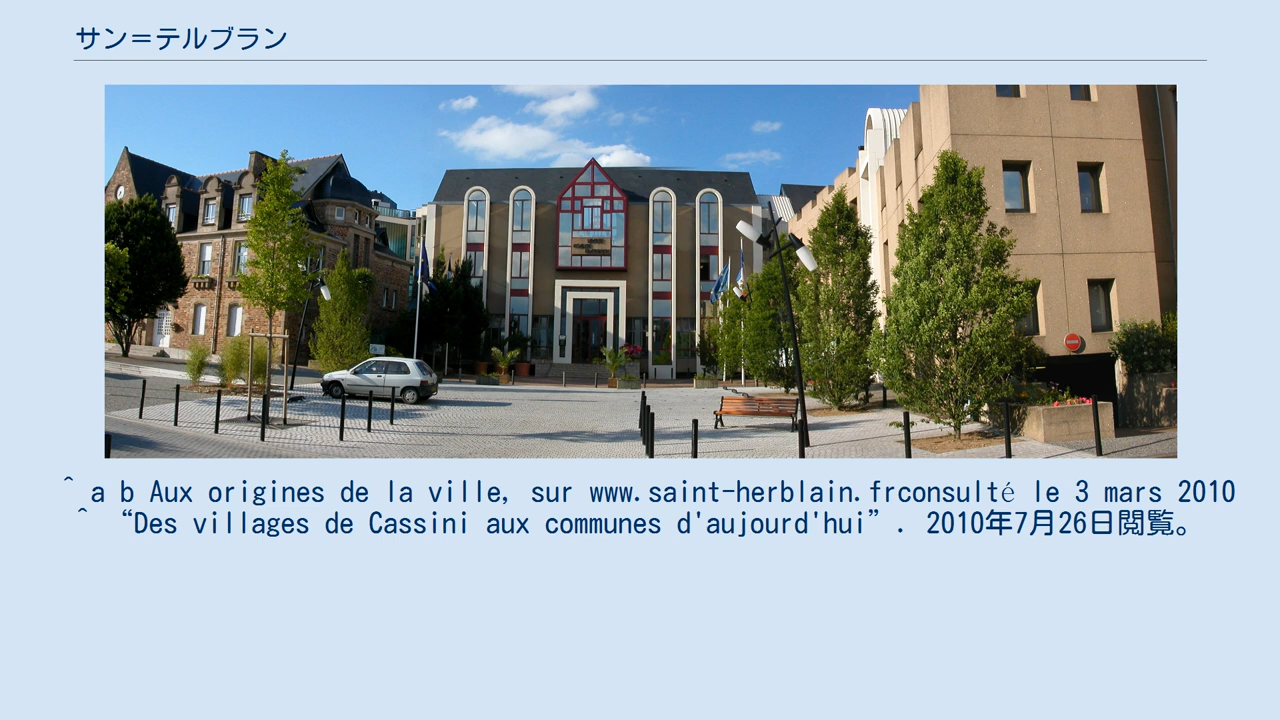 サン＝テルブラン
^ a b Aux origines de la ville, sur www.saint-herblain.frconsulté le 3 mars 2010
^ “Des villages de Cassini aux communes d'aujourd'hui”. 2010年7月26日閲覧。